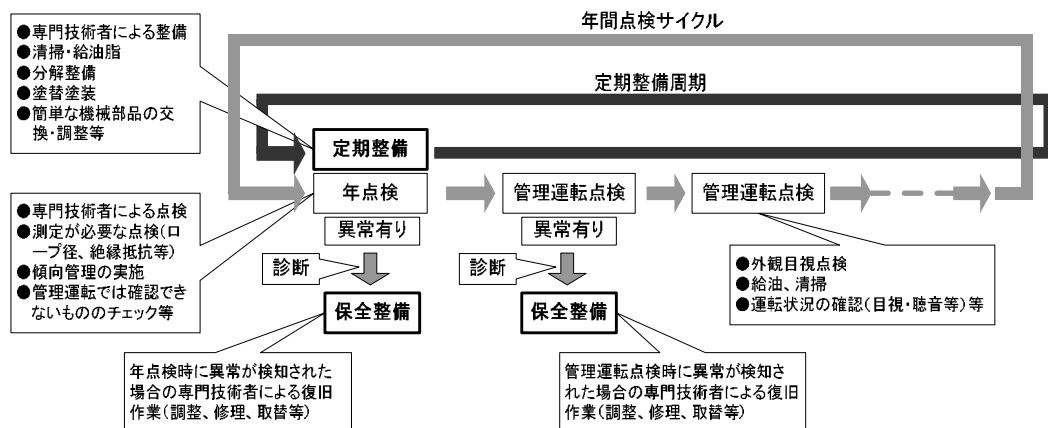 年間点検サイクル
定期整備周期
●専門技術者による整備
●清掃・給油脂
●分解整備
●塗替塗装
●簡単な機械部品の交
換・調整等
定期整備
年点検
管理運転点検
管理運転点検
異常有り
異常有り
●専門技術者による点検
●測定が必要な点検(ロ
ープ径、絶縁抵抗等)
●傾向管理の実施
●管理運転では確認でき
ないもののチェック等
診断
診断
●外観目視点検
●給油、清掃
●運転状況の確認(目視・聴音等)等
保全整備
保全整備
年点検時に異常が検知された
場合の専門技術者による復旧
作業(調整、修理、取替等)
管理運転点検時に異常が検知さ
れた場合の専門技術者による復旧
作業(調整、修理、取替等)